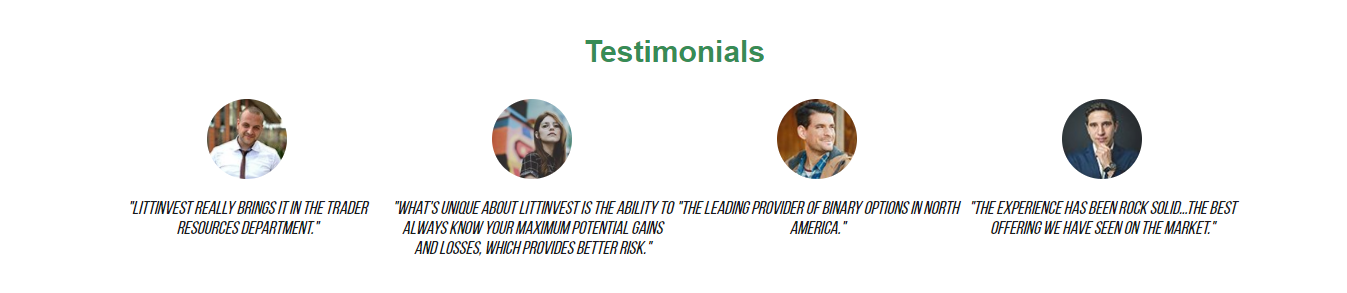 Testimonials
"LITTINVEST REALLY BRINGS IT IN THE TRADER
RESOURCES DEPARTMENT."
"WHAT'S UNIQUE ABOUT LITTINVEST IS THE ABILITY TO
ALWAYS KNOW YOUR MAXIMUM POTENTIAL GAINS
AND LOSSES, WHICH PROVIDES BETTER RISK."
"THE LEADING PROVIDER OF BINARY OPTIONS IN NORTH
AMERICA."
"THE EXPERIENCE HAS BEEN ROCK SOLID...THE BEST
OFFERING WE HAVE SEEN ON THE MARKET."